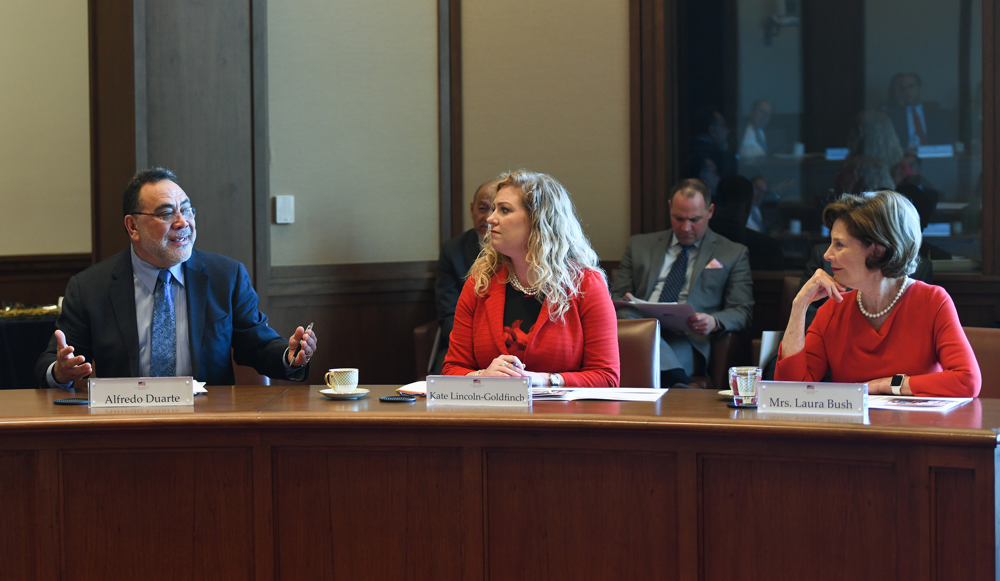 Alfredo Duarte
Kate Lincoln-Goldfinch
Mrs. Laura Bush